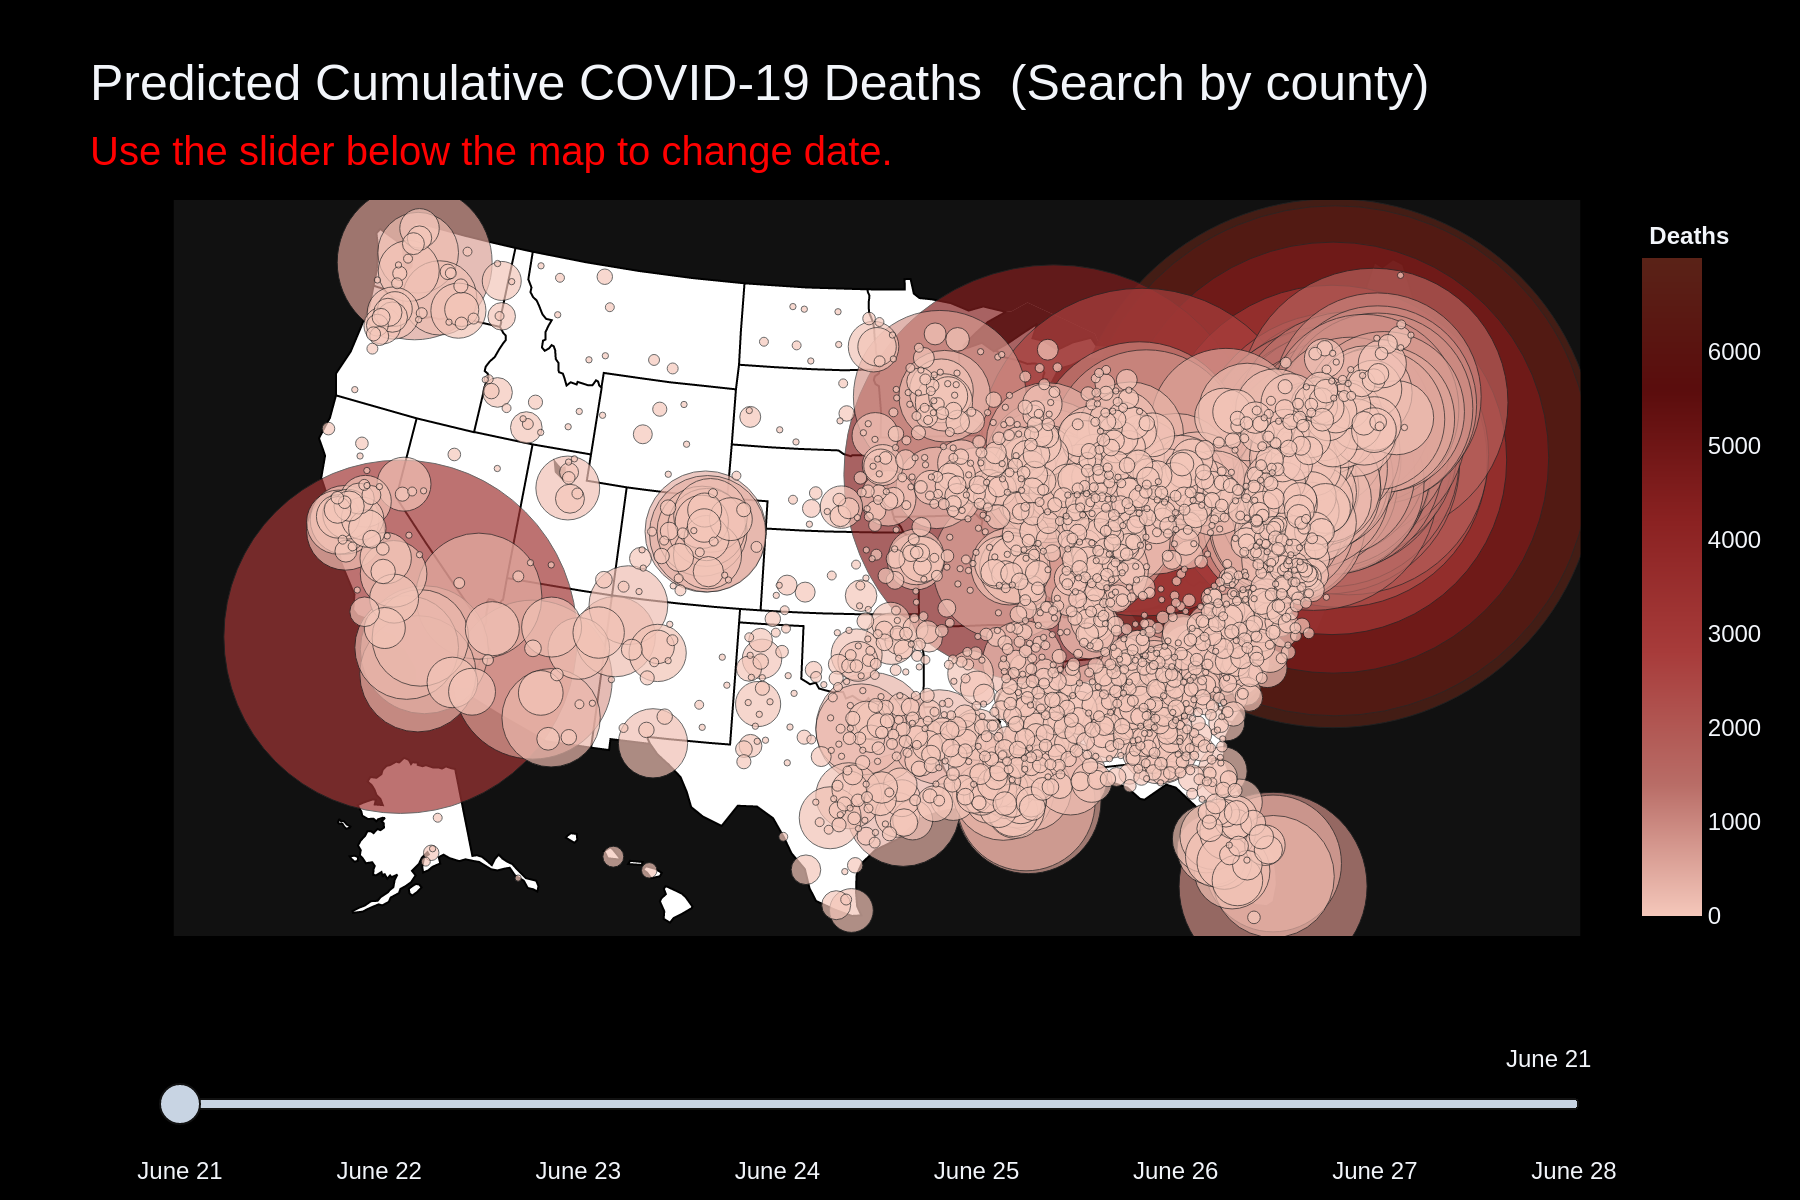 Predicted Cumulative COVID-19 Deaths  (Search by county)
Use the slider below the map to change date.
Deaths
6000
5000
4000
3000
2000
1000
0
June 21
June 21 June 22 June 23 June 24 June 25 June 26 June 27 June 28